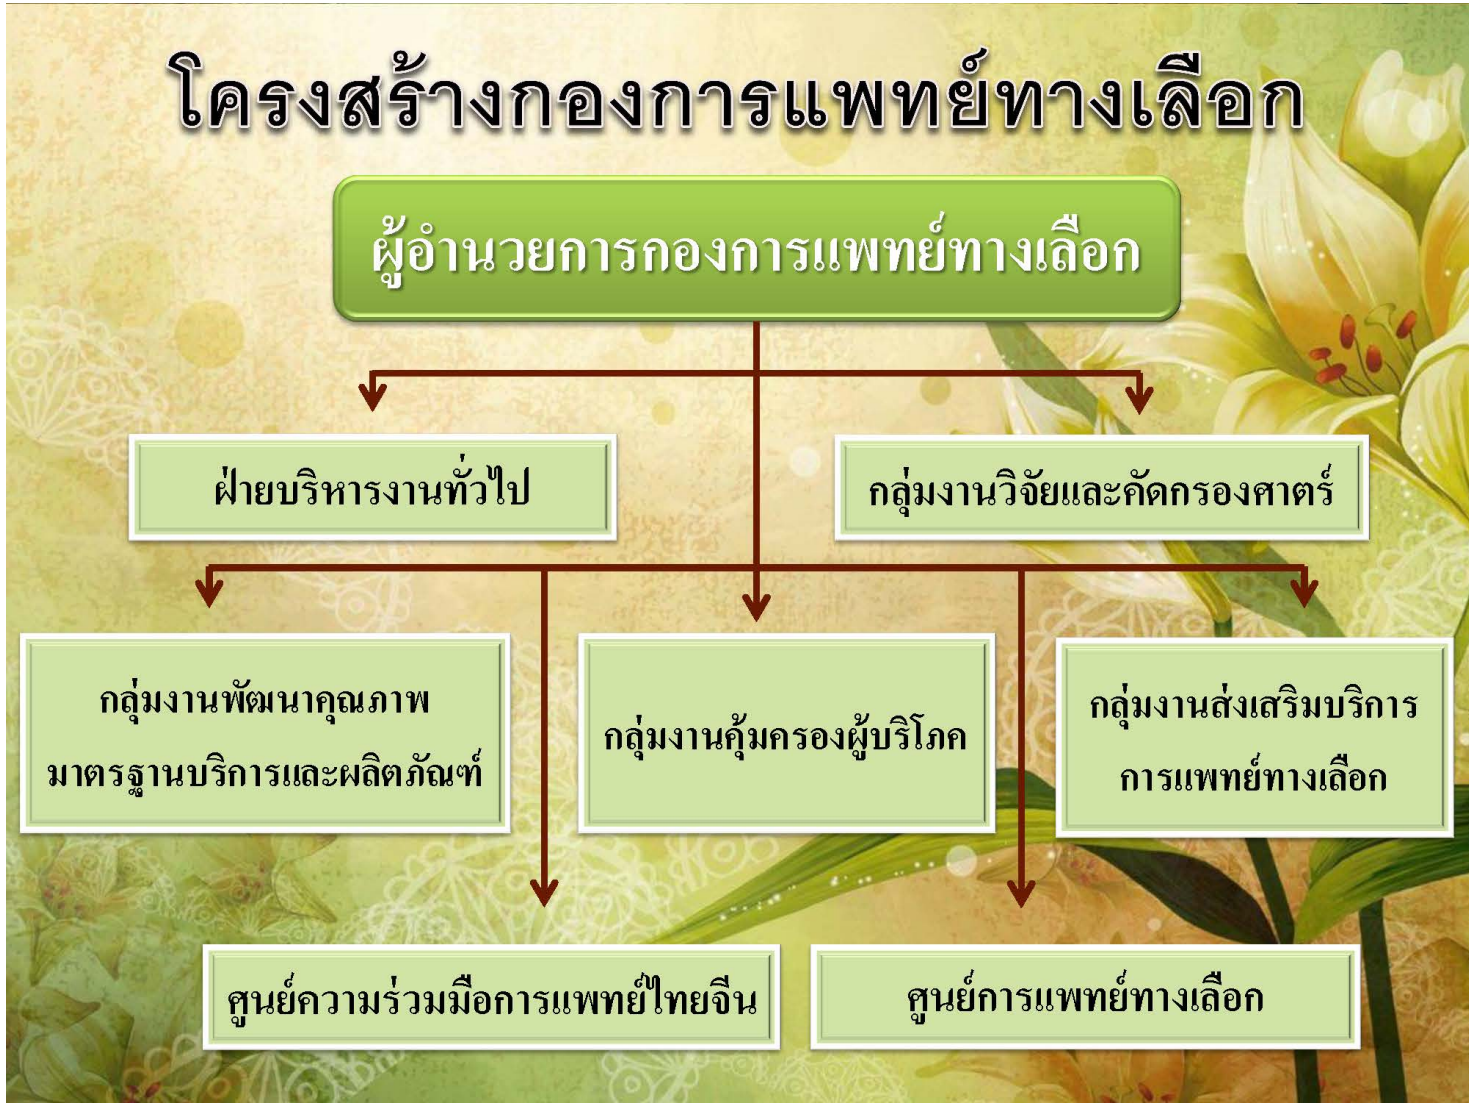 โครงสร้างกองการแพทย์ทางเลือก
ผู้อำนวยการกองการแพทย์ทางเลือก
ฝ่ายบริหารงานทั่วไป
กลุ่มงานวิจัยและคัดกรองศาตร์
กลุ่มงานพัฒนาคุณภาพ
มาตรฐานบริการและผลิตภัณฑ์
กลุ่มงานคุ้มครองผู้บริโภค
กลุ่มงานส่งเสริมบริการ
การแพทย์ทางเลือก
ศูนย์ความร่วมมือการแพทย์ไทยจีน
ศูนย์การแพทย์ทางเลือก